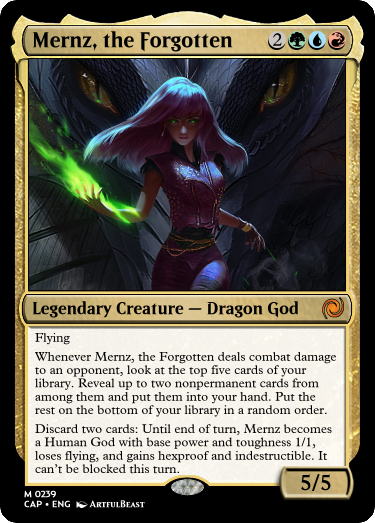 Mernz, the Forgotten 2
Legendary Creature — Dragon God
Flying
Whenever Mernz, the Forgotten deals combat damage
to an opponent, look at the top five cards of your
library. Reveal up to two nonpermanent cards from
among them and put them into your hand. Put the
rest on the bottom of your library in a random order.
Discard two cards: Until end of turn, Mernz becomes
a Human God with base power and toughness 1/1,
loses flying, and gains hexproof and indestructible. It
can't be blocked this turn.
5/5
M 0239
CAP • ENG ArtfulBeast